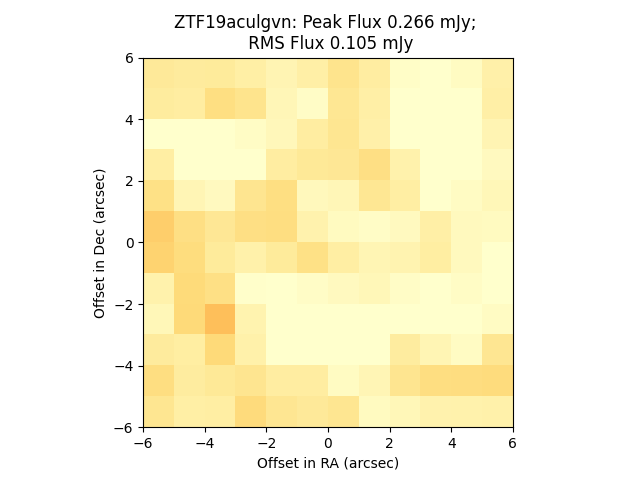 ZTF19aculgvn: Peak Flux 0.266 mJy;
RMS Flux 0.105 mJy
6
4
2
0
−2
−4
−6
Offset in Dec (arcsec)
−6 −4 −2 0 2 4 6
Offset in RA (arcsec)